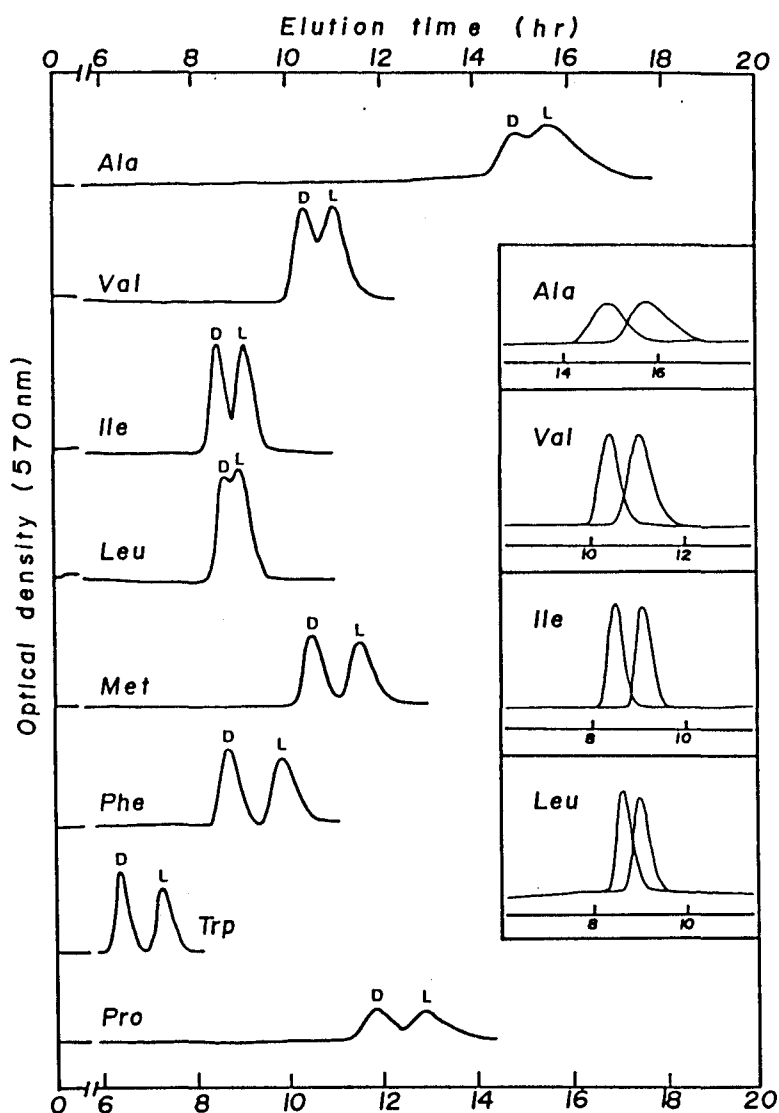 Elution time (hr)
0 6 8 10 12 14 16 18 20
Optical density (570nm)
D L
Ala
D L
Val
D L
Ile
D L
Leu
D L
Met
D L
Phe
D L
Trp
D L
Pro
0 6 8 10 12 14 16 18 20
Ala
14 16
Val
10 12
Ile
8 10
Leu
8 10